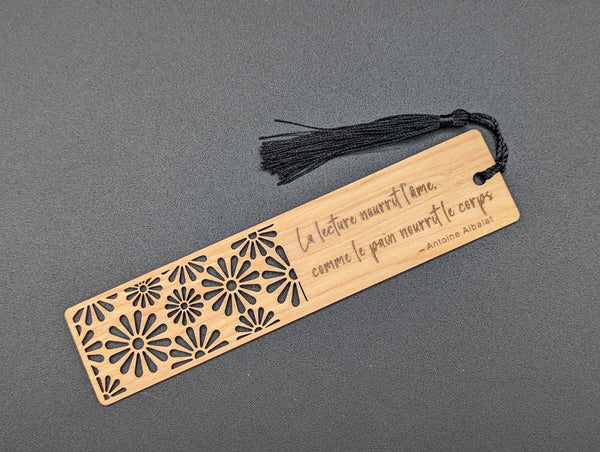 La lecture nourrit l'âme,
comme le pain nourrit le corps
- Antoine Albalat